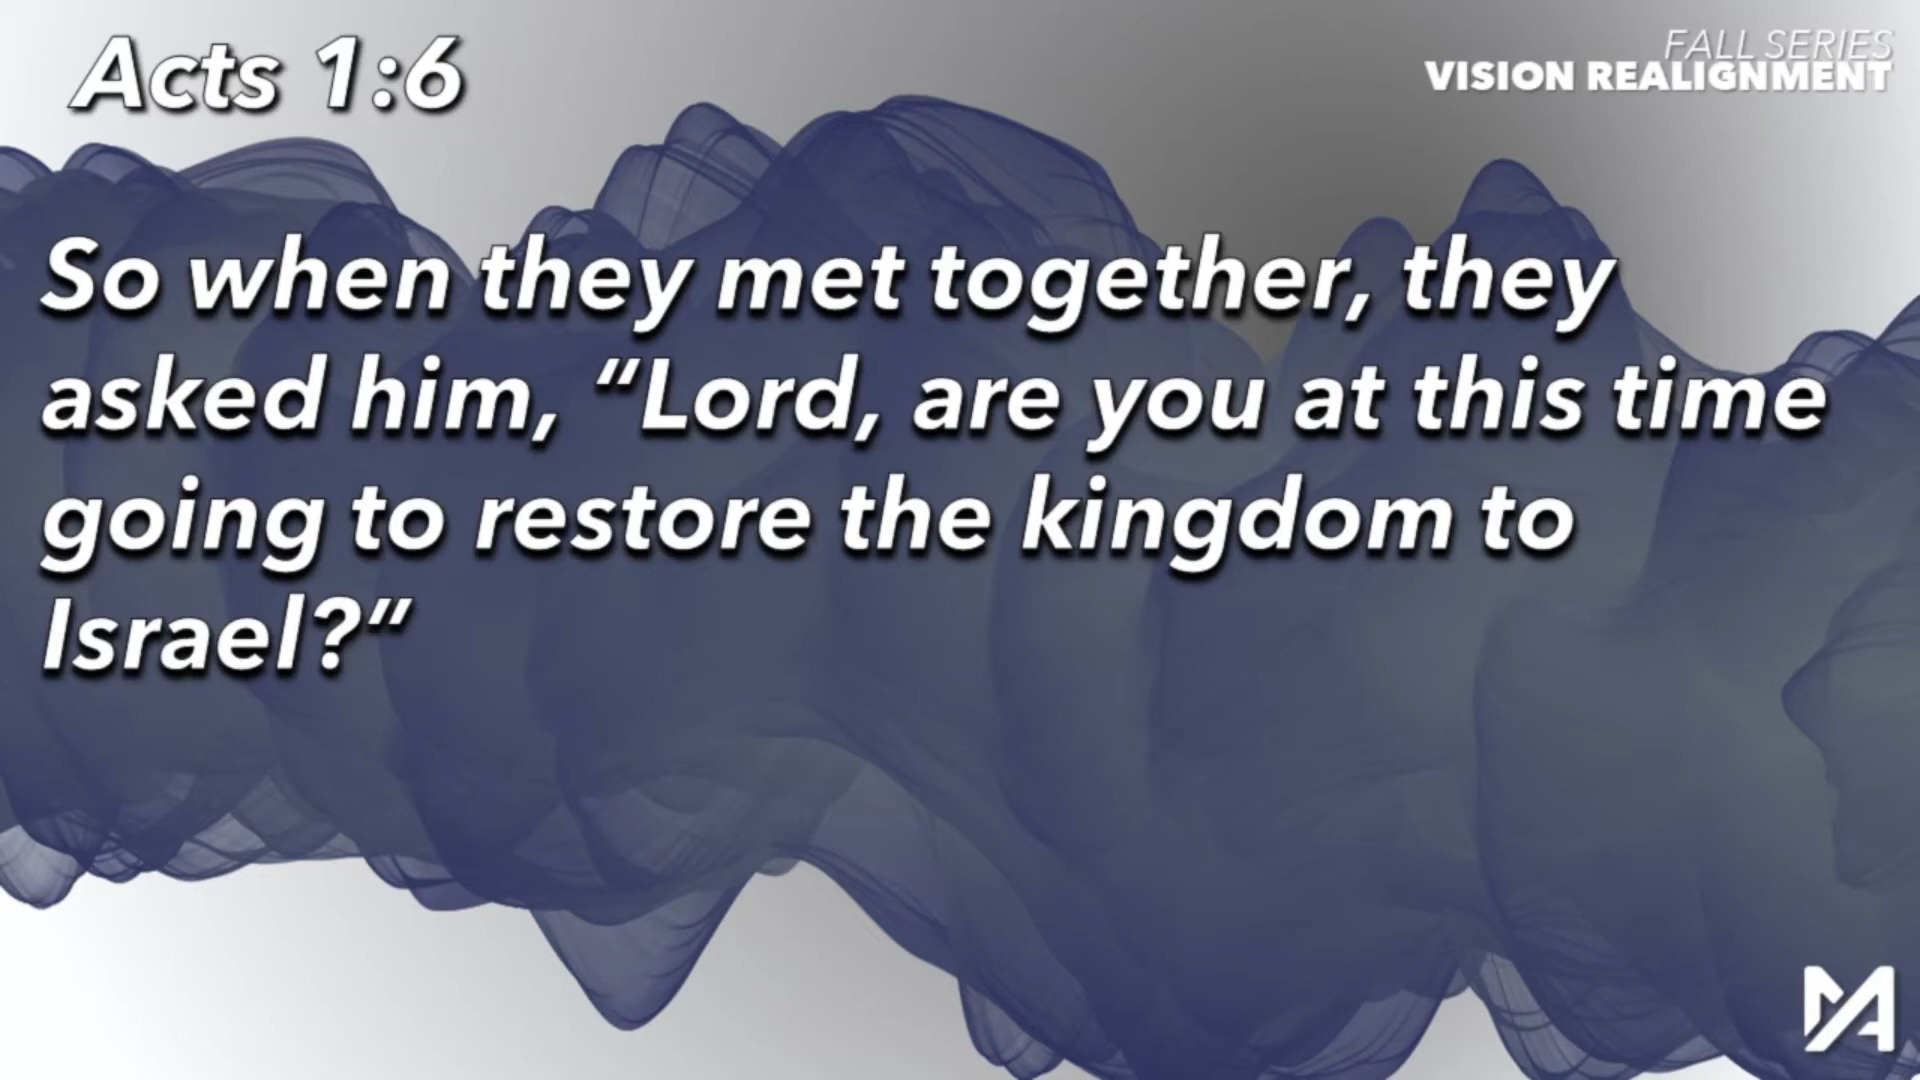 Acts 1:6
FALL SERIES
VISION REALIGNMENT
So when they met together, they
asked him, “Lord, are you at this time
going to restore the kingdom to
Israel?”
MA